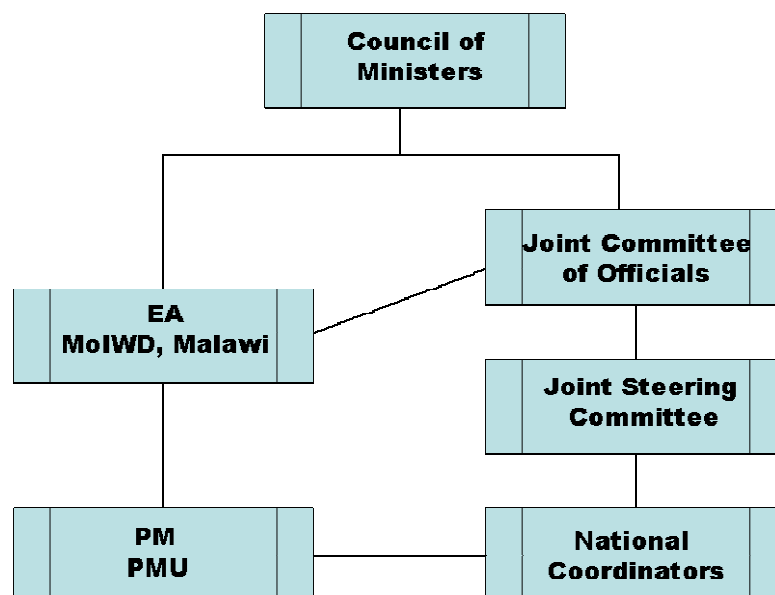 Council of
Ministers
Joint Committee
of Officials
EA
MoIWD, Malawi
Joint Steering
Committee
PM
PMU
National
Coordinators